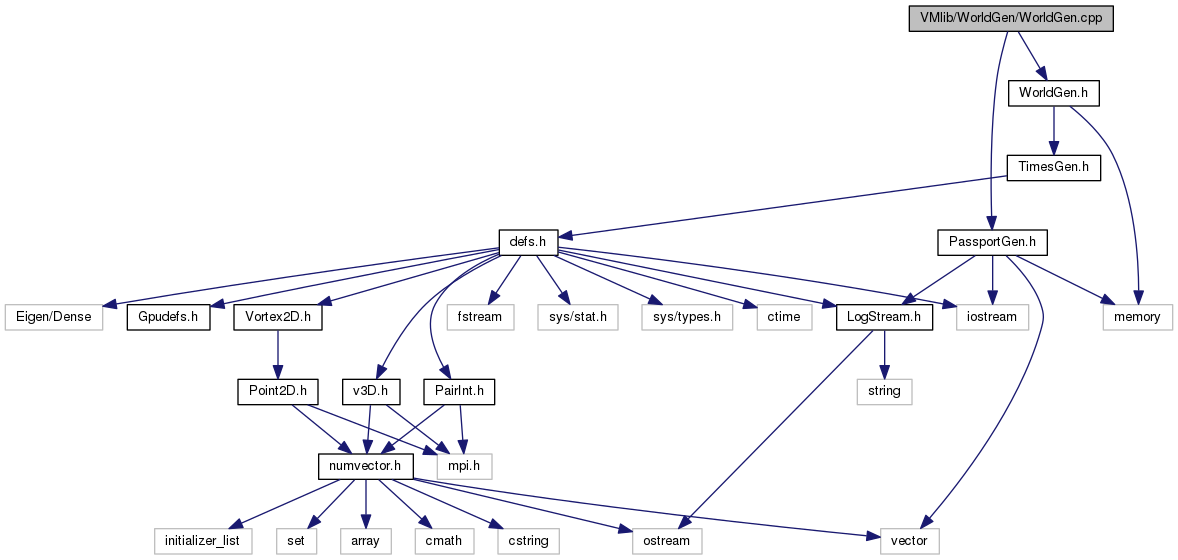 VMlib/WorldGen/WorldGen.cpp
WorldGen.h
TimesGen.h
defs.h
PassportGen.h
Eigen/Dense
Gpudefs.h
Vortex2D.h
fstream
sys/stat.h
sys/types.h
ctime
LogStream.h
iostream
memory
Point2D.h
v3D.h
PairInt.h
string
numvector.h
mpi.h
initializer_list
set
array
cmath
cstring
ostream
vector